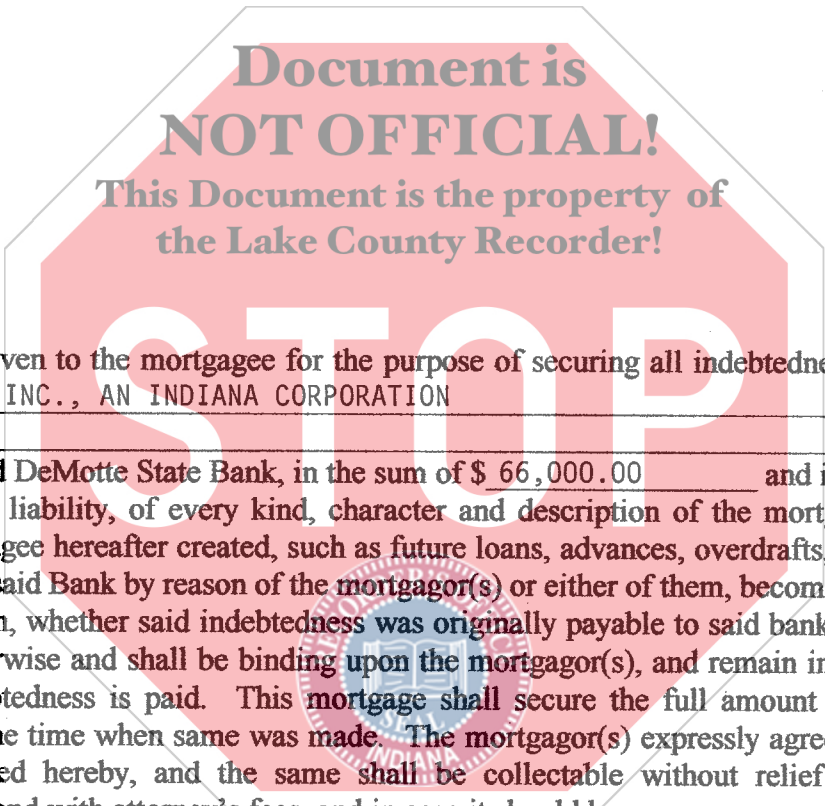 Document is
NOT OFFICIAL!
This Document is the property of
the Lake County Recorder!
STOP
ven to the mortgagee for the purpose of securing all indebtedne
INC., AN INDIANA CORPORATION
DeMotte State Bank, in the sum of $ 66,000.00 and i
liability, of every kind, character and description of the mort
gee hereafter created, such as future loans, advances, overdrafts,
said Bank by reason of the mortgagor(s) or either of them, becom
, whether said indebtedness was originally payable to said bank
rwise and shall be binding upon the mortgagor(s), and remain in
tedness is paid. This mortgage shall secure the full amount
e time when same was made. The mortgagor(s) expressly agree
ed hereby, and the same shall be collectable without relief
SEAL
INDIANA